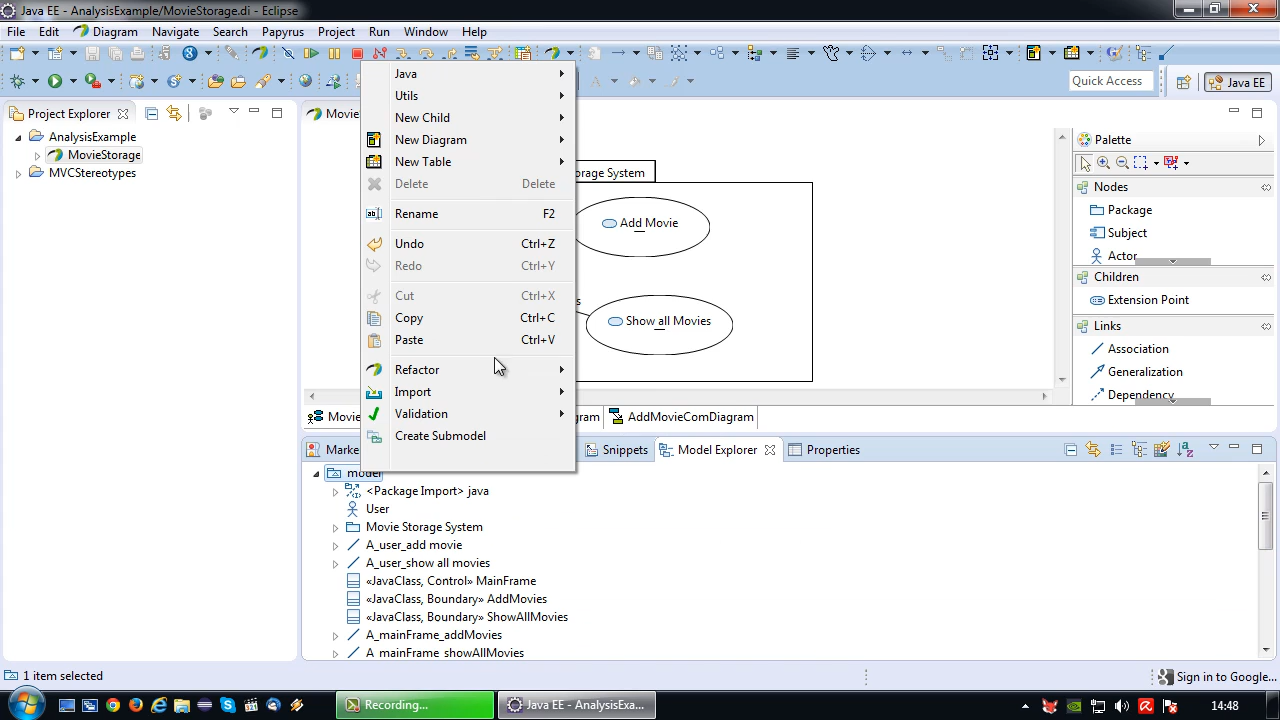 Java EE - AnalysisExample/MovieStorage.di - Eclipse
File Edit Diagram Navigate Search Papyrus Project Run Window Help
Quick Access
Java EE
Project Explorer
AnalysisExample
MovieStorage
MVCStereotypes
Java
Utils
New Child
New Diagram
New Table
Delete Delete
Rename F2
Undo Ctrl+Z
Redo Ctrl+Y
Cut Ctrl+X
Copy Ctrl+C
Paste Ctrl+V
Refactor
Import
Validation
Create Submodel
Movie
orage System
Add Movie
s
Show all Movies
Palette
Nodes
Package
Subject
Actor
Children
Extension Point
Links
Association
Generalization
Dependency
Movie
gram
AddMovieComDiagram
Marke
Snippets
Model Explorer
Properties
model
<Package Import> java
User
Movie Storage System
A_user_add movie
A_user_show all movies
«JavaClass, Control» MainFrame
«JavaClass, Boundary» AddMovies
«JavaClass, Boundary» ShowAllMovies
A_mainFrame_addMovies
A_mainFrame_showAllMovies
1 item selected
Sign in to Google...
Recording...
Java EE - AnalysisExa...
14:48